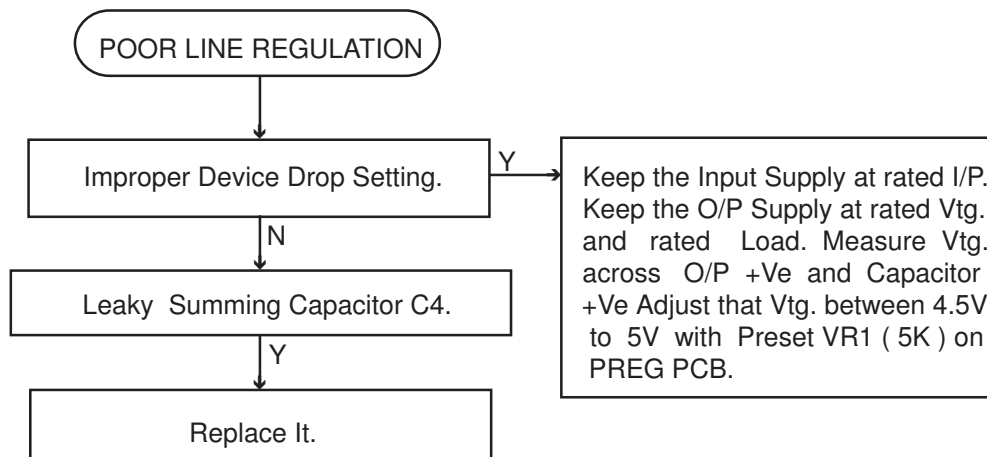 POOR LINE REGULATION
Improper Device Drop Setting.
Y
Keep the Input Supply at rated I/P.
Keep the O/P Supply at rated Vtg.
and rated Load. Measure Vtg.
across O/P +Ve and Capacitor
+Ve Adjust that Vtg. between 4.5V
to 5V with Preset VR1 ( 5K ) on
PREG PCB.
N
Leaky Summing Capacitor C4.
Y
Replace It.